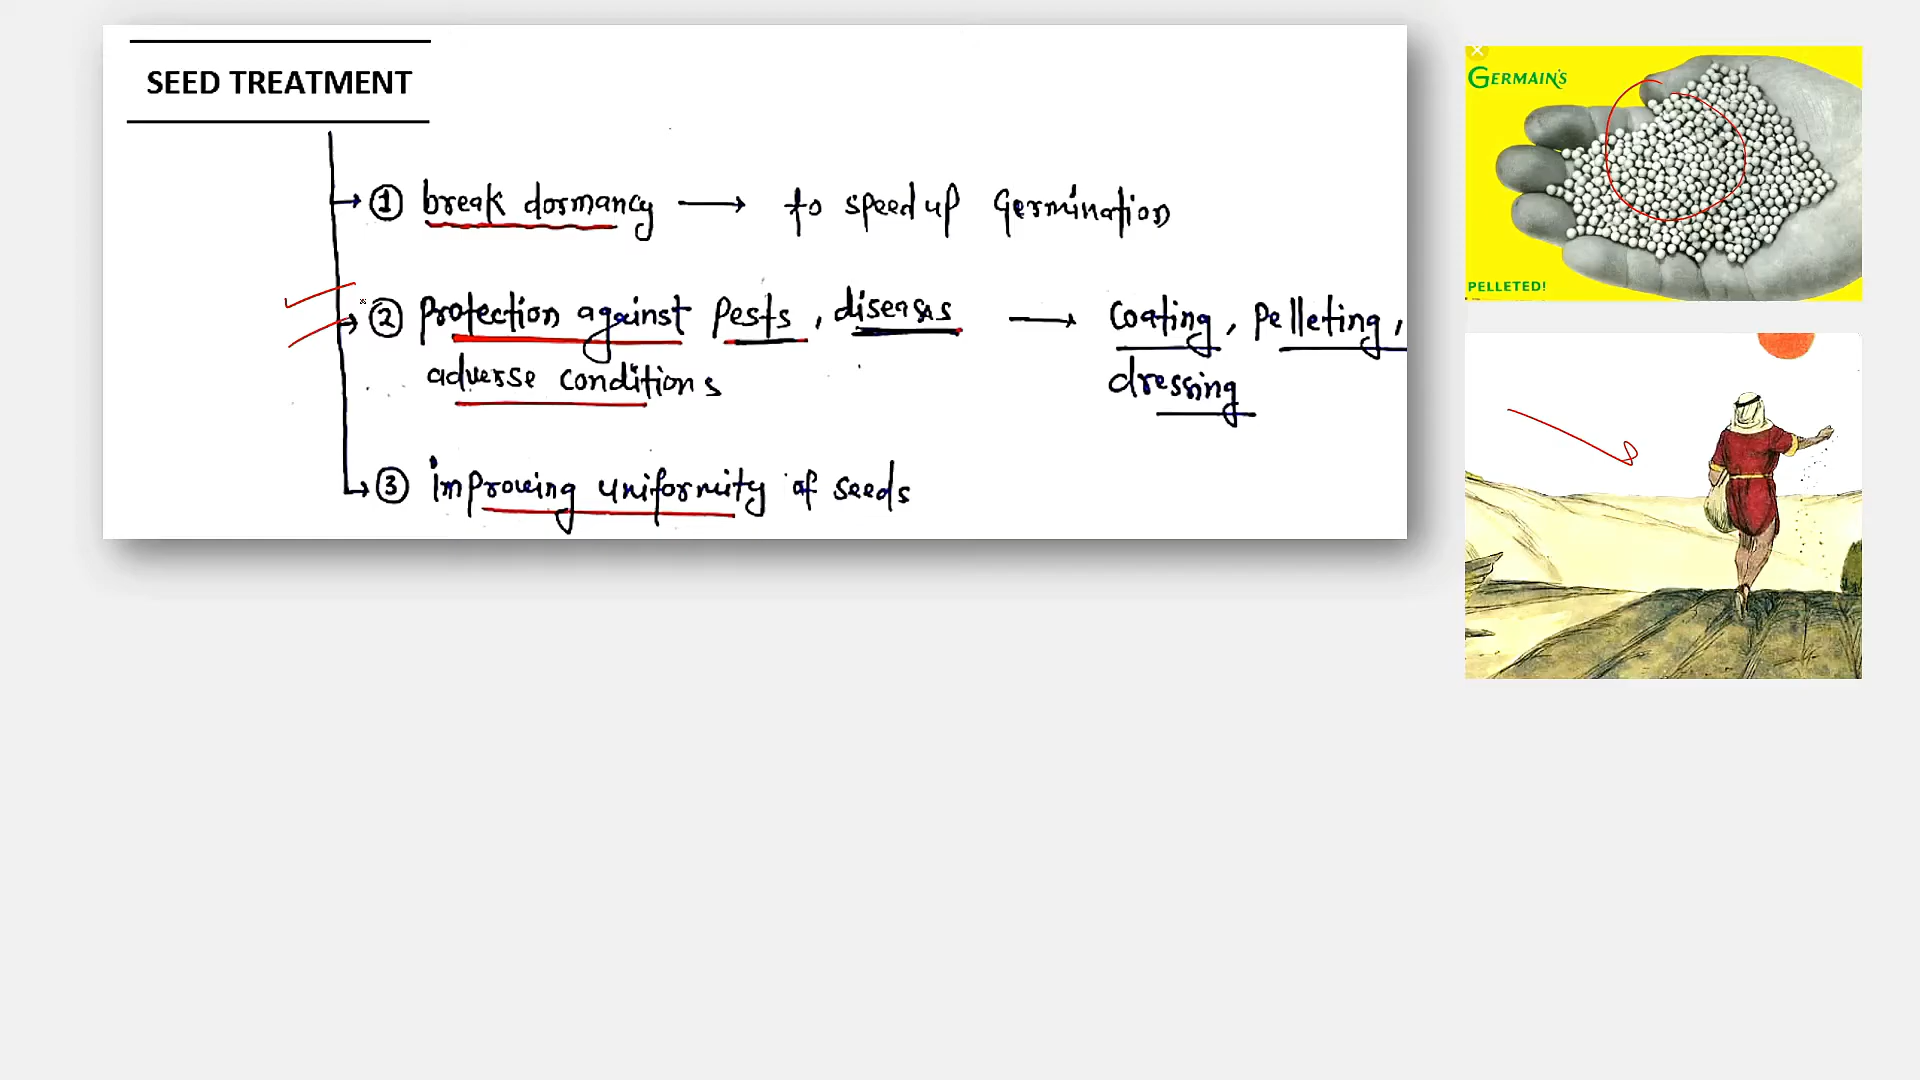 SEED TREATMENT
① break dormancy → to speed up Germination
② protection against pests, diseases → coating, pelleting,
adverse conditions dressing
③ improving uniformity of seeds
GERMAIN'S
PELLETED!